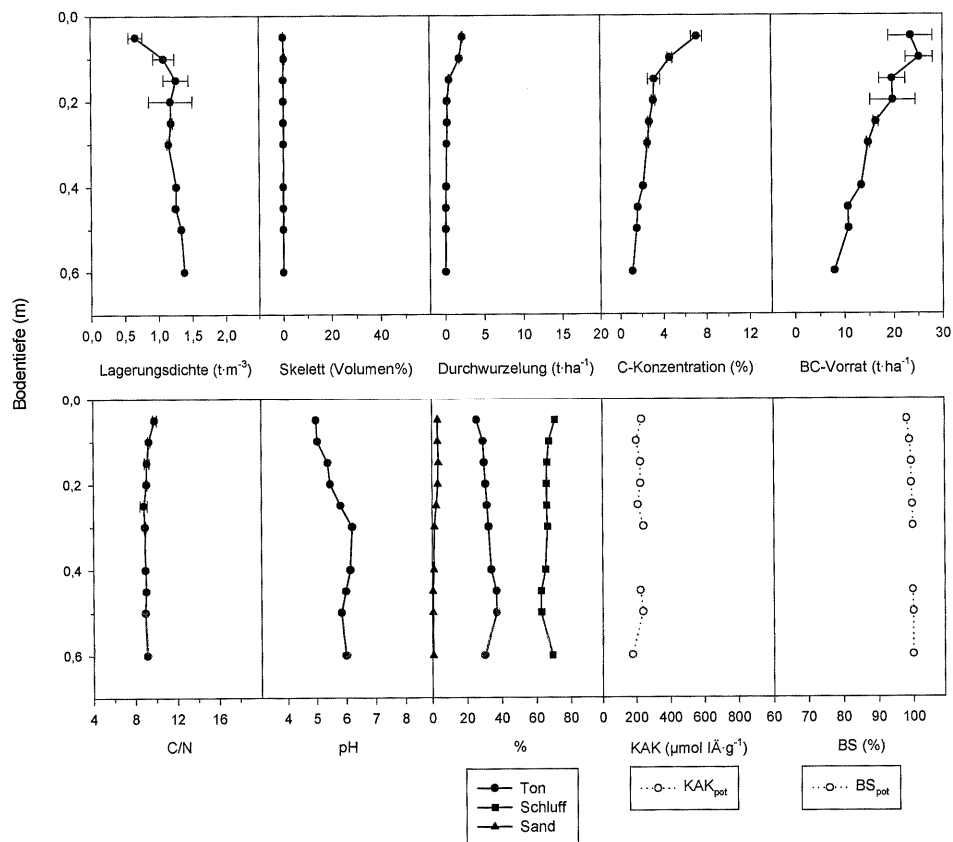 0,0
0,2
0,4
0,6
0,0 0,5 1,0 1,5 2,0
0 10 20 30 40 50
0 5 10 15 20
0 4 8 12
0 10 20 30
Lagerungsdichte (t·m⁻³)
Skelett (Volumen%)
Durchwurzelung (t·ha⁻¹)
C-Konzentration (%)
BC-Vorrat (t·ha⁻¹)
Bodentiefe (m)
0,0
0,2
0,4
0,6
4 8 12 16
4 5 6 7 8
0 20 40 60 80
0 200 400 600 800
60 70 80 90 100
C/N
pH
%
KAK (µmol IÄ·g⁻¹)
BS (%)
Ton
Schluff
Sand
KAKpot
BSpot